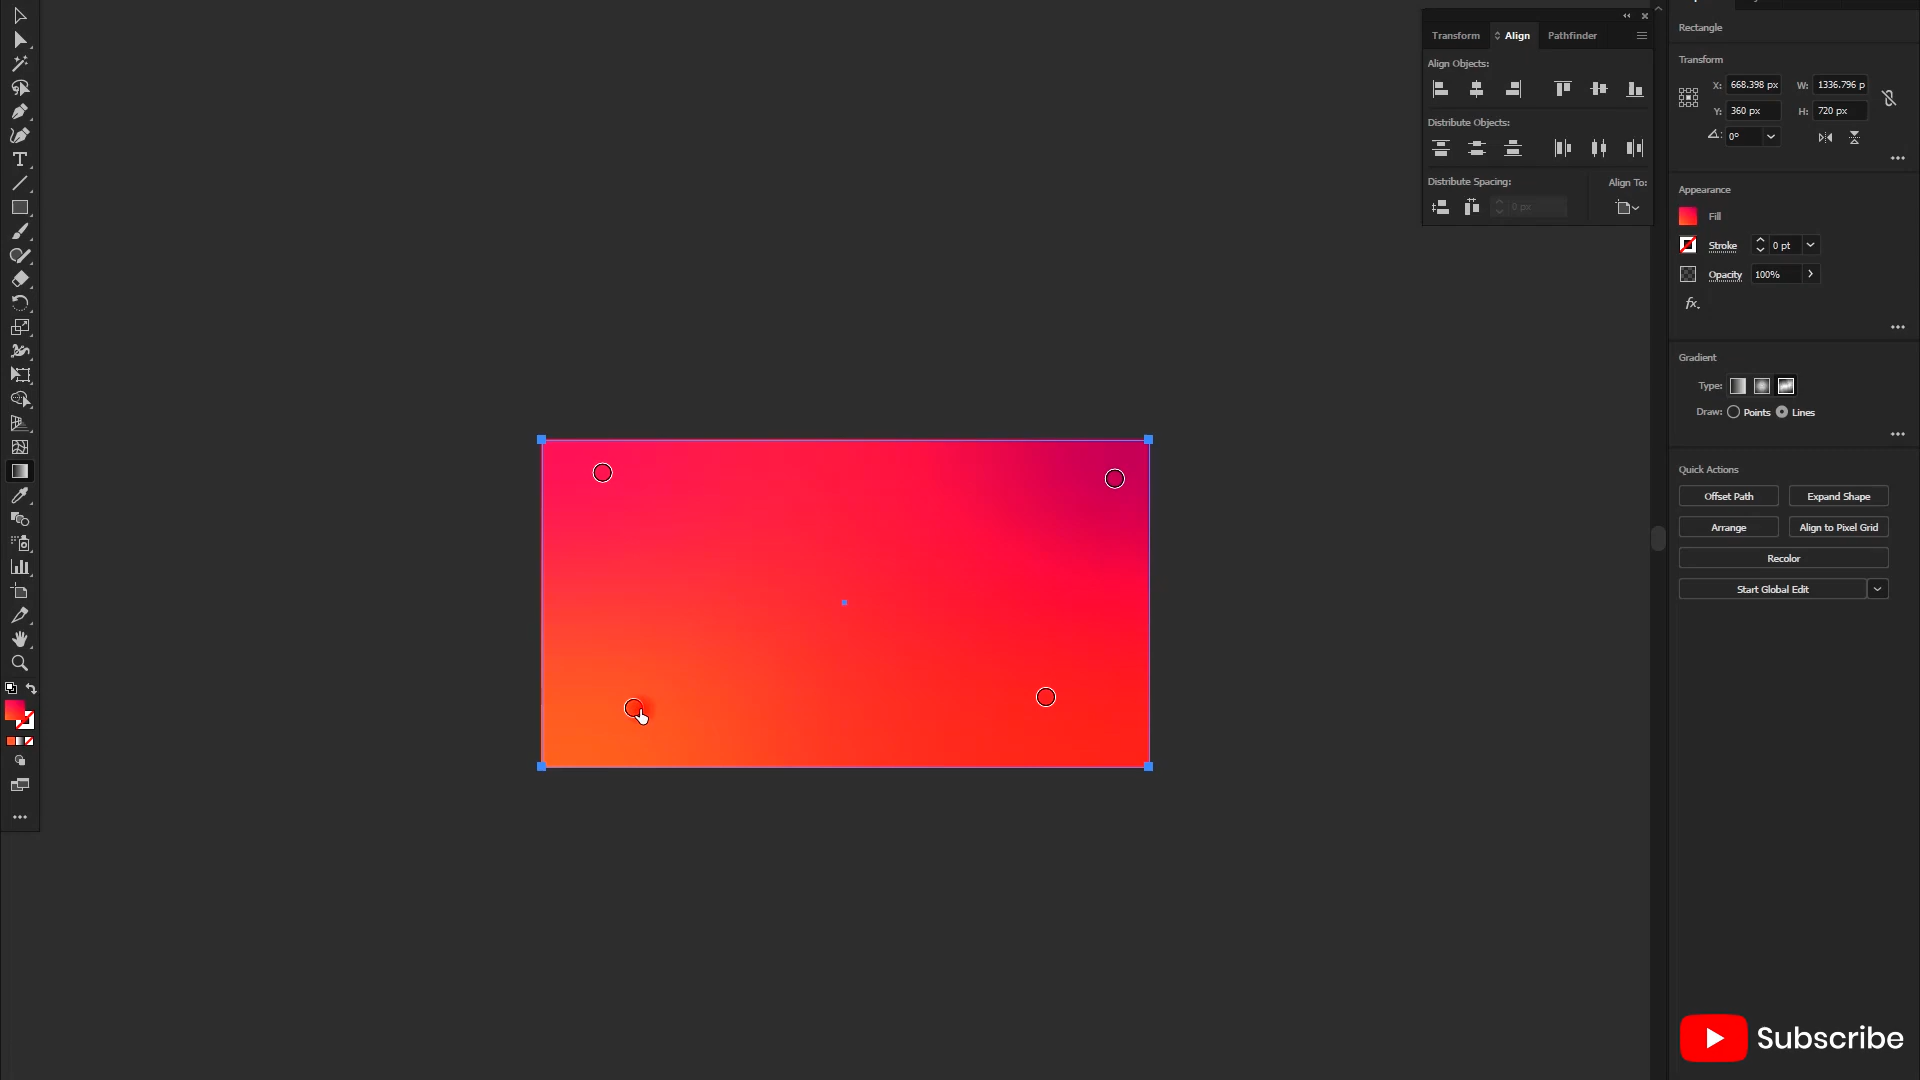 Transform
Align
Pathfinder
Align Objects:
Distribute Objects:
Distribute Spacing:
Align To:
0 px
Rectangle
Transform
X: 668.398 px
W: 1336.796 p
Y: 360 px
H: 720 px
0°
Appearance
Fill
Stroke
0 pt
Opacity
100%
fx.
Gradient
Type:
Draw:
Points
Lines
Quick Actions
Offset Path
Expand Shape
Arrange
Align to Pixel Grid
Recolor
Start Global Edit
Subscribe